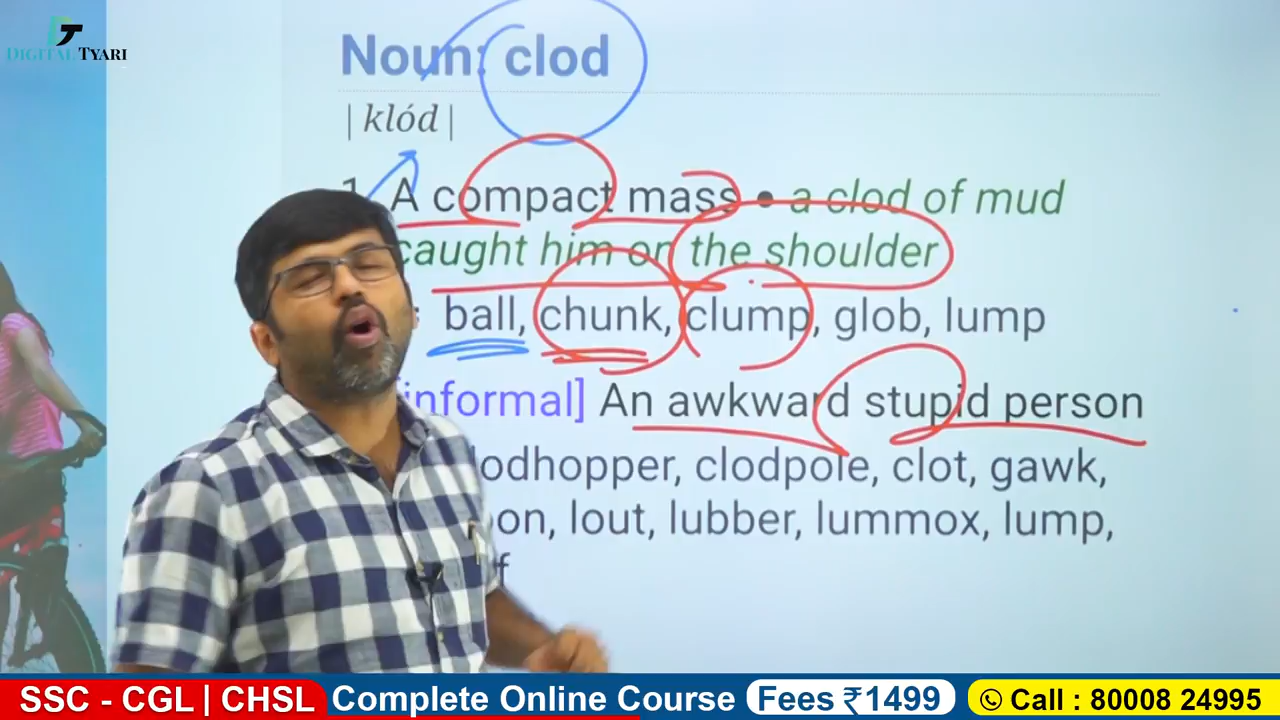 DIGITAL TYARI
Noun: clod
| klód |
1. A compact mass • a clod of mud
caught him on the shoulder
ball, chunk, clump, glob, lump
[informal] An awkward stupid person
clodpole, clot, gawk,
lout, lubber, lummox, lump,
SSC - CGL | CHSL Complete Online Course Fees ₹1499 Call : 80008 24995